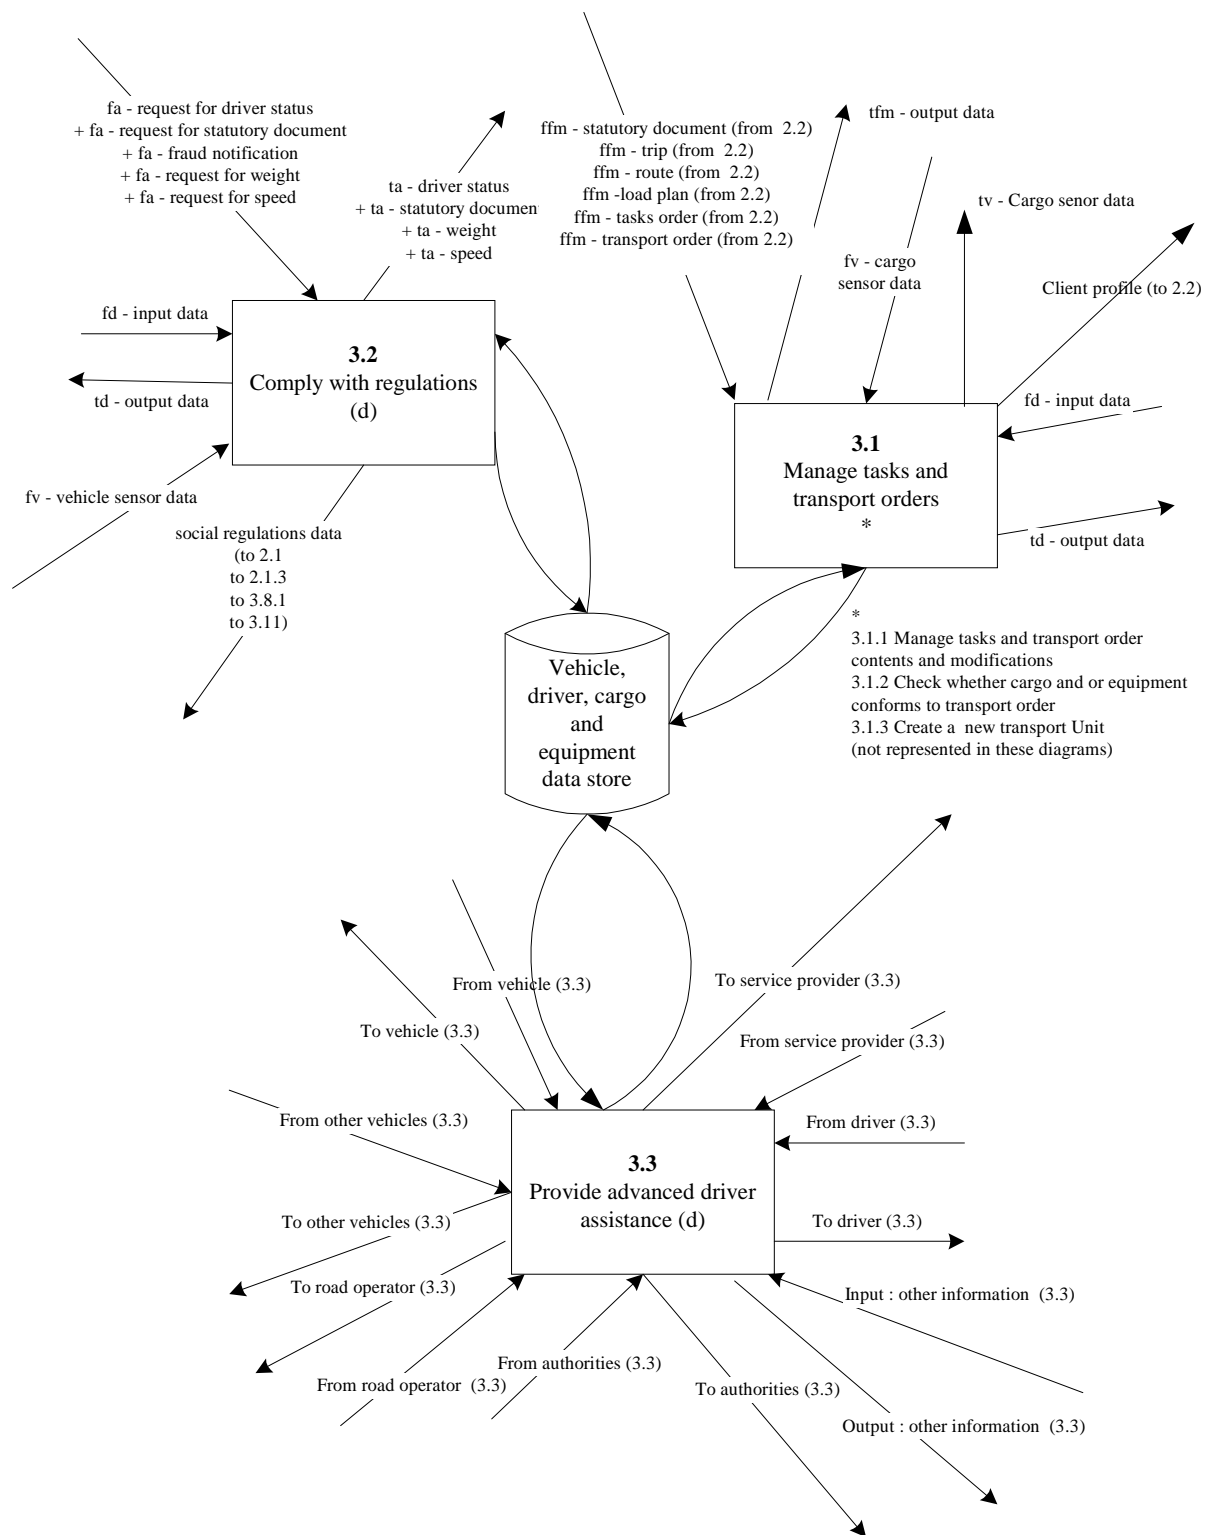 fa - request for driver status
+ fa - request for statutory document
+ fa - fraud notification
+ fa - request for weight
+ fa - request for speed
ta - driver status
+ ta - statutory document
+ ta - weight
+ ta - speed
ffm - statutory document (from 2.2)
ffm - trip (from 2.2)
ffm - route (from 2.2)
ffm -load plan (from 2.2)
ffm - tasks order (from 2.2)
ffm - transport order (from 2.2)
tfm - output data
fv - cargo
sensor data
tv - Cargo senor data
Client profile (to 2.2)
fd - input data
td - output data
fv - vehicle sensor data
3.2
Comply with regulations
(d)
social regulations data
(to 2.1
to 2.1.3
to 3.8.1
to 3.11)
3.1
Manage tasks and
transport orders
*
fd - input data
td - output data
*
3.1.1 Manage tasks and transport order
contents and modifications
3.1.2 Check whether cargo and or equipment
conforms to transport order
3.1.3 Create a new transport Unit
(not represented in these diagrams)
Vehicle,
driver, cargo
and
equipment
data store
From vehicle (3.3)
To vehicle (3.3)
To service provider (3.3)
From service provider (3.3)
From other vehicles (3.3)
From driver (3.3)
3.3
Provide advanced driver
assistance (d)
To other vehicles (3.3)
To driver (3.3)
To road operator (3.3)
Input : other information (3.3)
From authorities (3.3)
From road operator (3.3)
To authorities (3.3)
Output : other information (3.3)